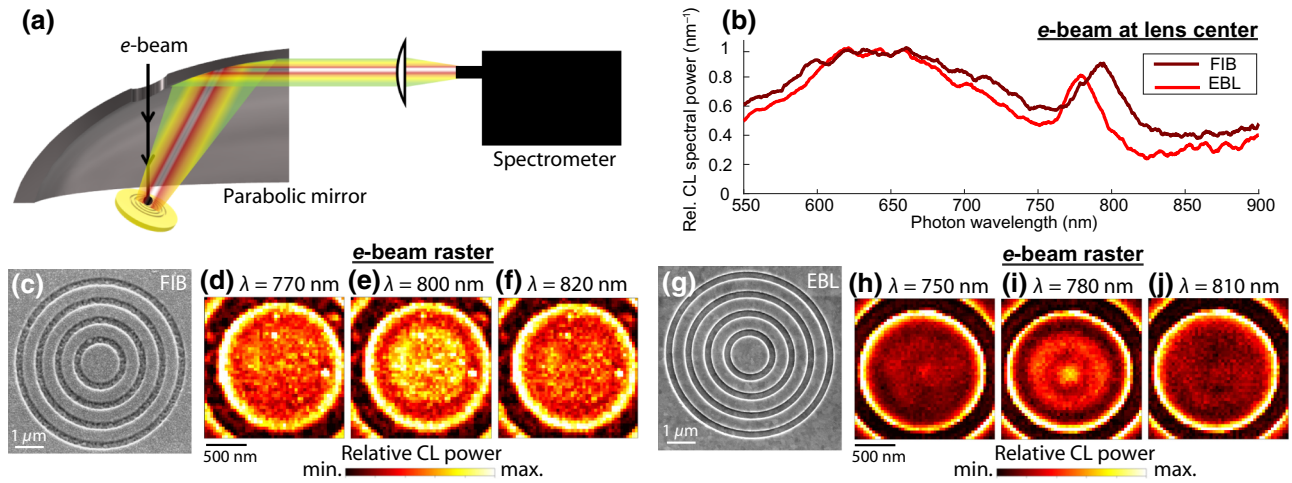 (a)
e-beam
Parabolic mirror
Spectrometer
(b)
e-beam at lens center
FIB
EBL
Rel. CL spectral power (nm⁻¹)
1
0.8
0.6
0.4
0.2
0
550 600 650 700 750 800 850 900
Photon wavelength (nm)
e-beam raster
(c) FIB
1 μm
(d) λ = 770 nm
(e) λ = 800 nm
(f) λ = 820 nm
500 nm
Relative CL power
min. max.
e-beam raster
(g) EBL
1 μm
(h) λ = 750 nm
(i) λ = 780 nm
(j) λ = 810 nm
500 nm
Relative CL power
min. max.